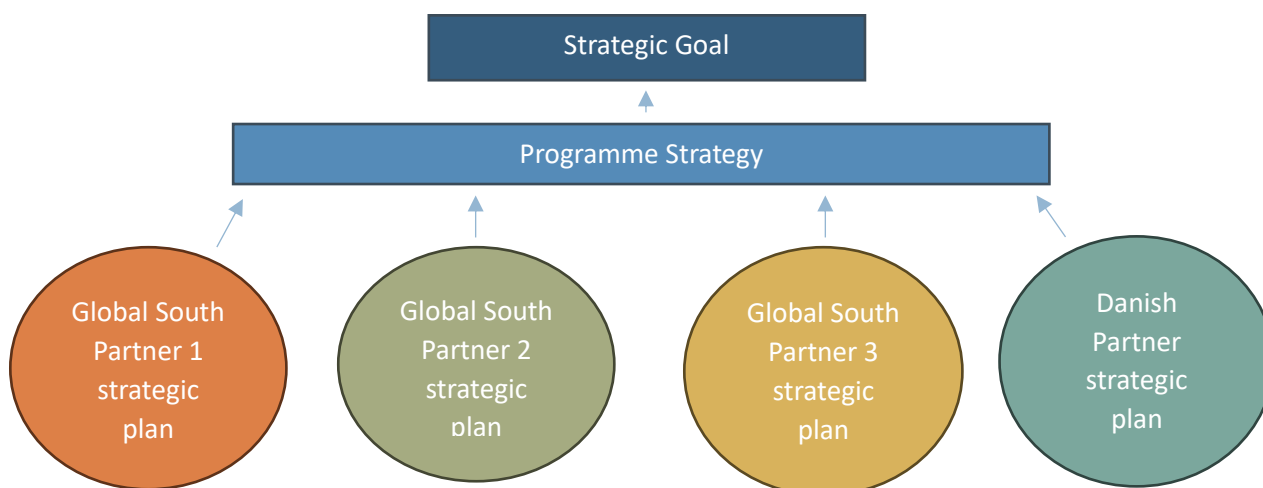 Strategic Goal
Programme Strategy
Global South
Partner 1
strategic
plan
Global South
Partner 2
strategic
plan
Global South
Partner 3
strategic
plan
Danish
Partner
strategic
plan